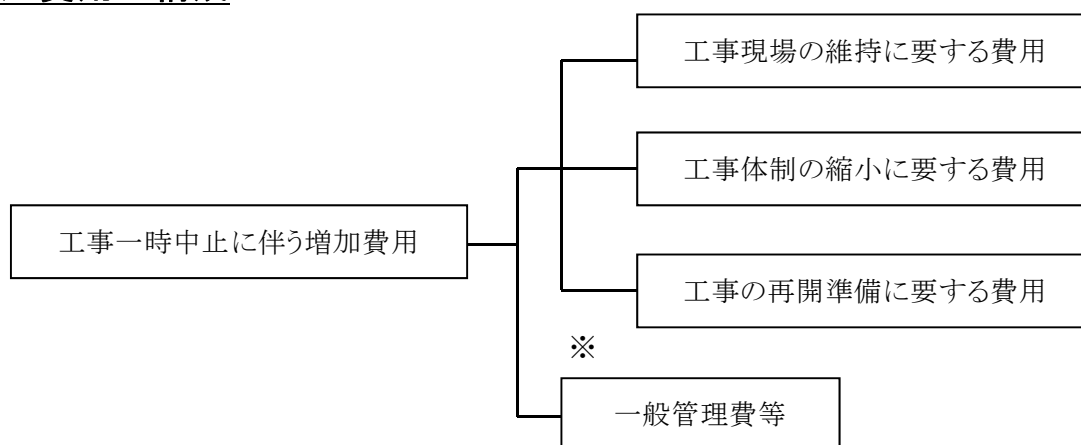 工事現場の維持に要する費用
工事体制の縮小に要する費用
工事一時中止に伴う増加費用
工事の再開準備に要する費用
※
一般管理費等